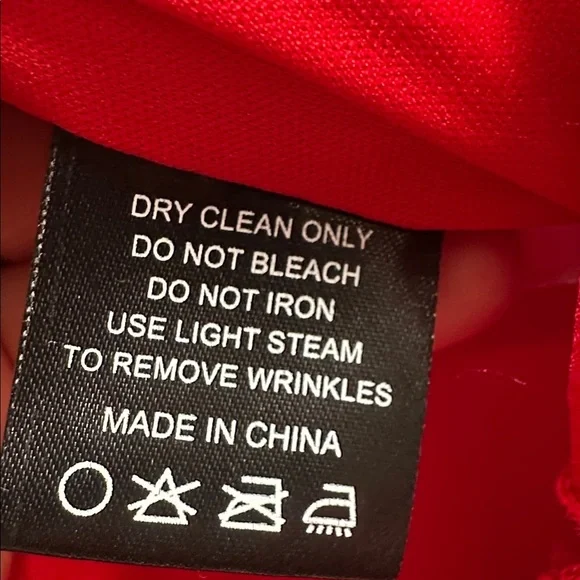 DRY CLEAN ONLY
DO NOT BLEACH
DO NOT IRON
USE LIGHT STEAM
TO REMOVE WRINKLES
MADE IN CHINA